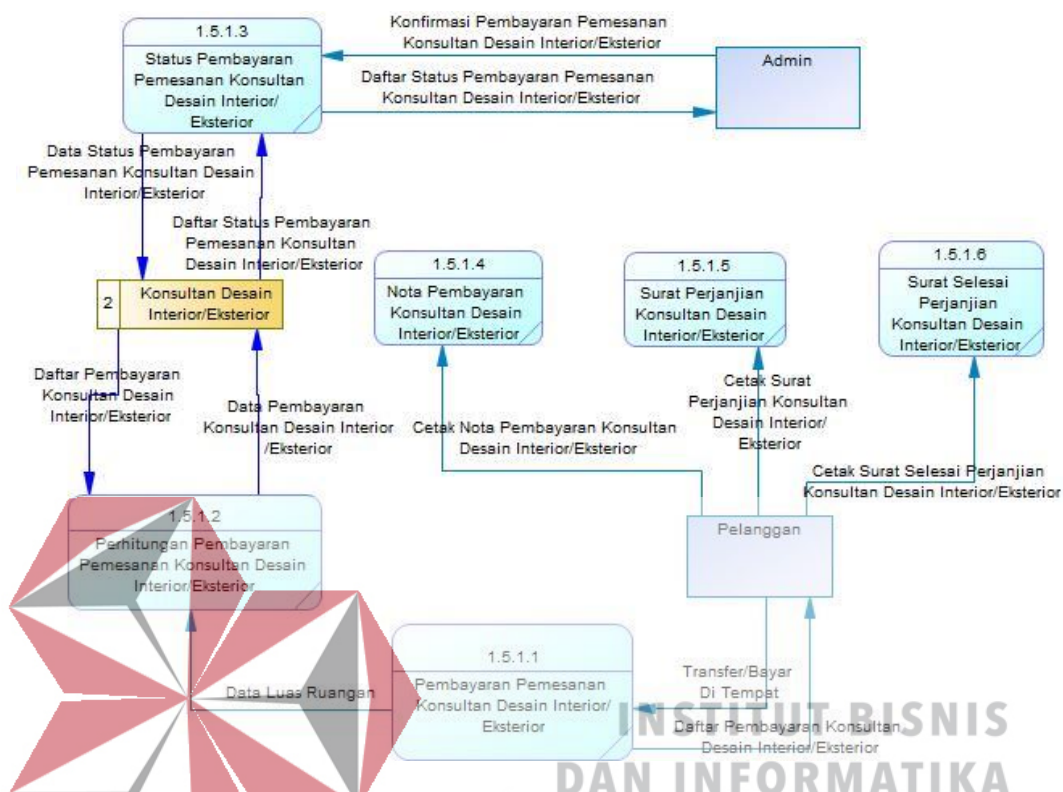 Konfirmasi Pembayaran Pemesanan
Konsultan Desain Interior/Eksterior
1.5.1.3
Status Pembayaran
Pemesanan Konsultan
Desain Interior/
Eksterior
Admin
Daftar Status Pembayaran Pemesanan
Konsultan Desain Interior/Eksterior
Data Status Pembayaran
Pemesanan Konsultan Desain
Interior/Eksterior
Daftar Status Pembayaran
Pemesanan Konsultan
Desain Interior/Eksterior
2
Konsultan Desain
Interior/Eksterior
1.5.1.4
Nota Pembayaran
Konsultan Desain
Interior/Eksterior
1.5.1.5
Surat Perjanjian
Konsultan Desain
Interior/Eksterior
1.5.1.6
Surat Selesai
Perjanjian
Konsultan Desain
Interior/Eksterior
Daftar Pembayaran
Konsultan Desain
Interior/Eksterior
Data Pembayaran
Konsultan Desain Interior
/Eksterior
Cetak Nota Pembayaran Konsultan
Desain Interior/Eksterior
Cetak Surat
Perjanjian Konsultan
Desain Interior/
Eksterior
Cetak Surat Selesai Perjanjian
Konsultan Desain Interior/Eksterior
1.5.1.2
Perhitungan Pembayaran
Pemesanan Konsultan Desain
Interior/Eksterior
Pelanggan
1.5.1.1
Pembayaran Pemesanan
Konsultan Desain Interior/
Eksterior
Data Luas Ruangan
Transfer/Bayar
Di Tempat
Daftar Pembayaran Konsultan
Desain Interior/Eksterior
INSTITUT BISNIS
DAN INFORMATIKA